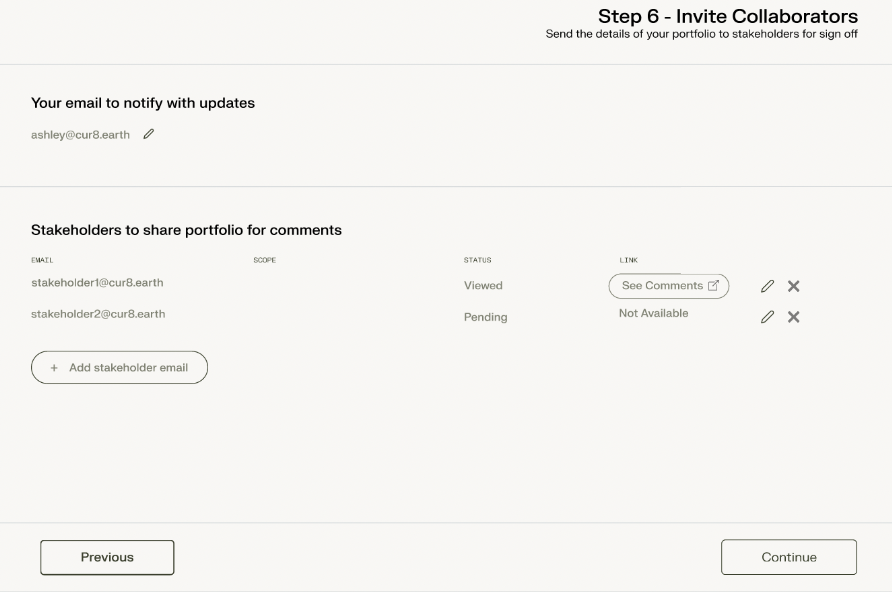 Step 6 - Invite Collaborators
Send the details of your portfolio to stakeholders for sign off
Your email to notify with updates
ashley@cur8.earth
Stakeholders to share portfolio for comments
EMAIL SCOPE STATUS LINK
stakeholder1@cur8.earth Viewed See Comments
stakeholder2@cur8.earth Pending Not Available
+ Add stakeholder email
Previous Continue